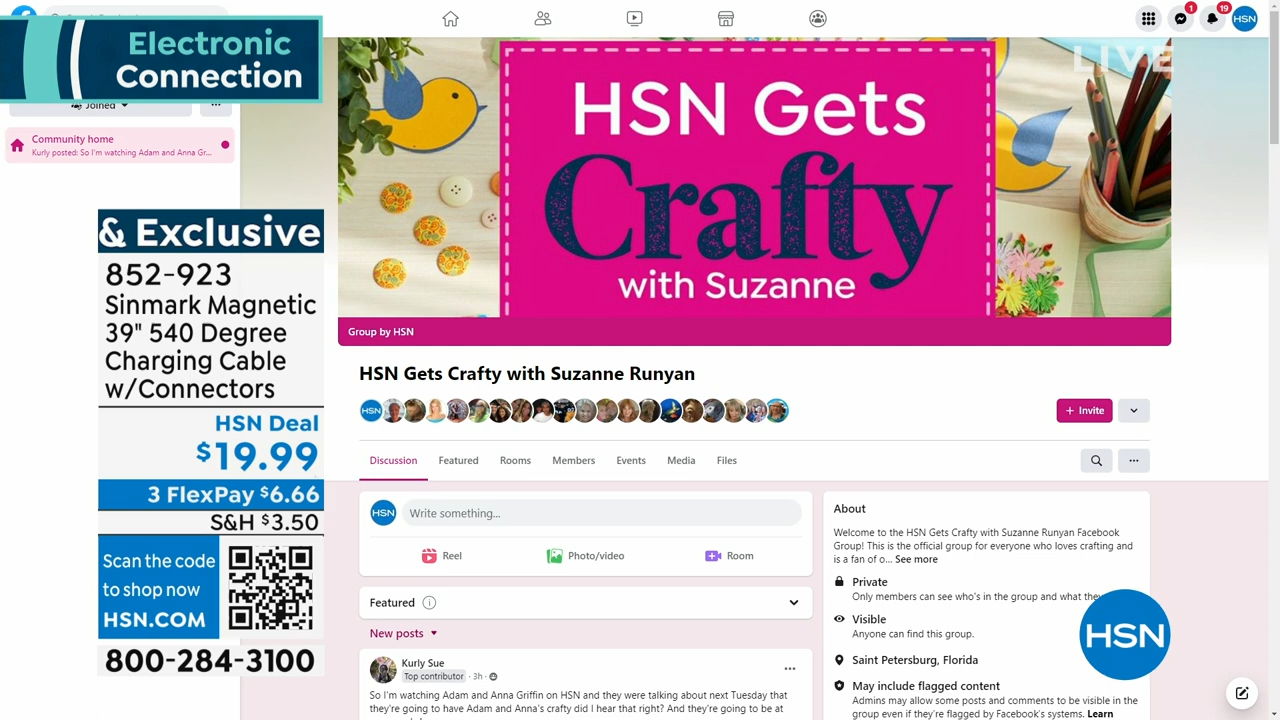 Electronic
Connection
Joined
Community home
Kurly posted: So I'm watching Adam and Anna Gr...
& Exclusive
852-923
Sinmark Magnetic
39" 540 Degree
Charging Cable
w/Connectors
HSN Deal
$19.99
3 FlexPay $6.66
S&H $3.50
Scan the code
to shop now
HSN.COM
800-284-3100
1
19
HSN
LIVE
HSN Gets
Crafty
with Suzanne
Group by HSN
HSN Gets Crafty with Suzanne Runyan
HSN
+ Invite
Discussion
Featured
Rooms
Members
Events
Media
Files
HSN
Write something...
Reel
Photo/video
Room
Featured
New posts
Kurly Sue
Top contributor · 3h ·
So I'm watching Adam and Anna Griffin on HSN and they were talking about next Tuesday that
they're going to have Adam and Anna's crafty did I hear that right? And they're going to be at
About
Welcome to the HSN Gets Crafty with Suzanne Runyan Facebook
Group! This is the official group for everyone who loves crafting and
is a fan of o... See more
Private
Only members can see who's in the group and what they
Visible
Anyone can find this group.
Saint Petersburg, Florida
May include flagged content
Admins may allow some posts and comments to be visible in the
group even if they're flagged by Facebook's systems. Learn
HSN